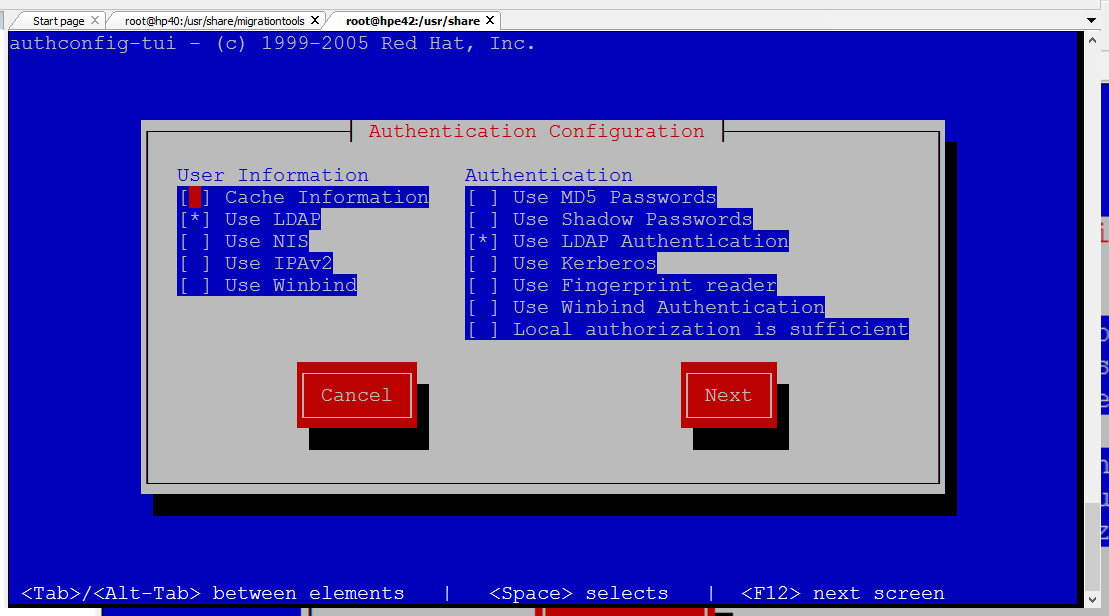 Start page X root@hp40:/usr/share/migrationtools X root@hpe42:/usr/share X
authconfig-tui - (c) 1999-2005 Red Hat, Inc.
Authentication Configuration
User Information Authentication
[ ] Cache Information [ ] Use MD5 Passwords
[*] Use LDAP [ ] Use Shadow Passwords
[ ] Use NIS [*] Use LDAP Authentication
[ ] Use IPAv2 [ ] Use Kerberos
[ ] Use Winbind [ ] Use Fingerprint reader
[ ] Use Winbind Authentication
[ ] Local authorization is sufficient
Cancel Next
<Tab>/<Alt-Tab> between elements | <Space> selects | <F12> next screen